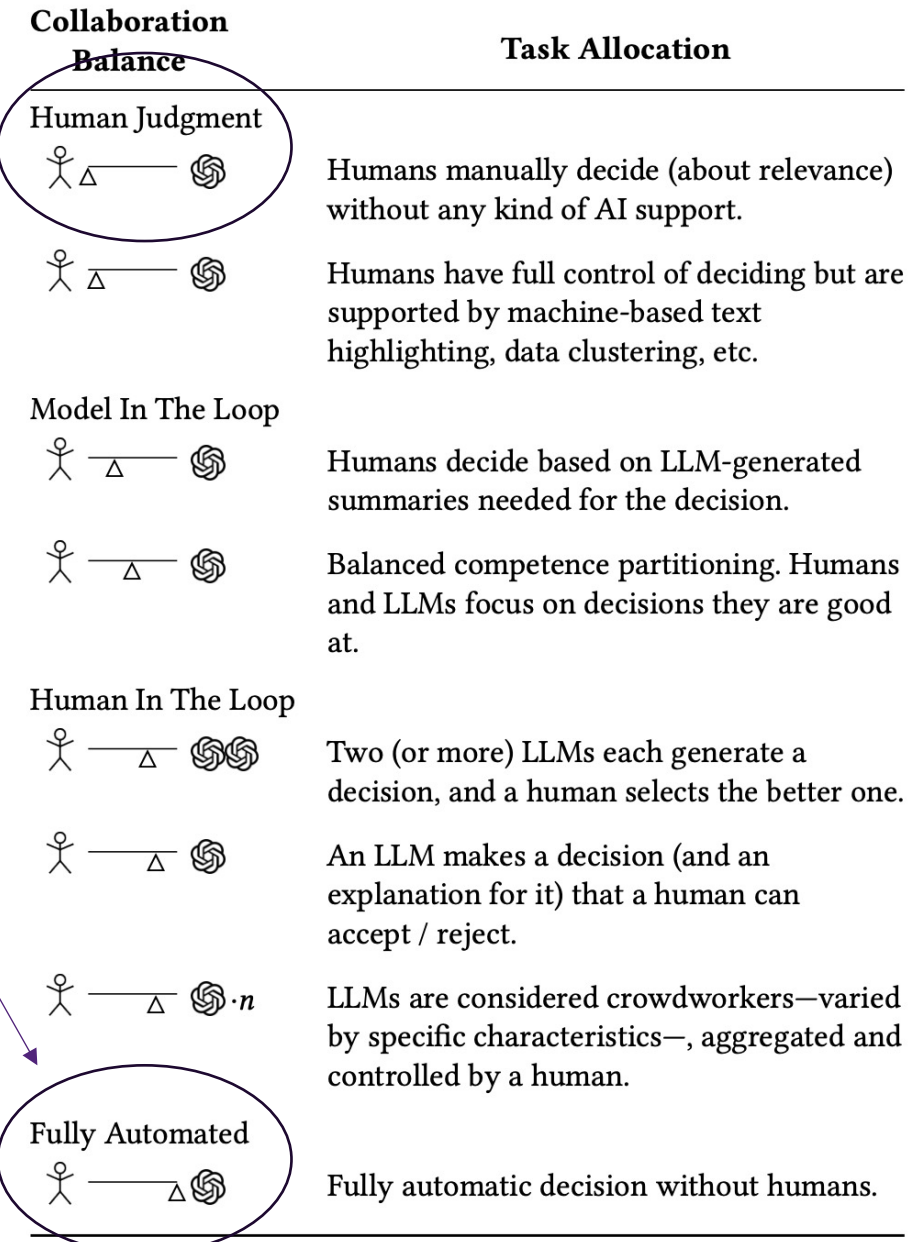 Collaboration
Balance
Task Allocation
Human Judgment
Humans manually decide (about relevance)
without any kind of AI support.
Humans have full control of deciding but are
supported by machine-based text
highlighting, data clustering, etc.
Model In The Loop
Humans decide based on LLM-generated
summaries needed for the decision.
Balanced competence partitioning. Humans
and LLMs focus on decisions they are good
at.
Human In The Loop
Two (or more) LLMs each generate a
decision, and a human selects the better one.
An LLM makes a decision (and an
explanation for it) that a human can
accept / reject.
·n
LLMs are considered crowdworkers—varied
by specific characteristics—, aggregated and
controlled by a human.
Fully Automated
Fully automatic decision without humans.